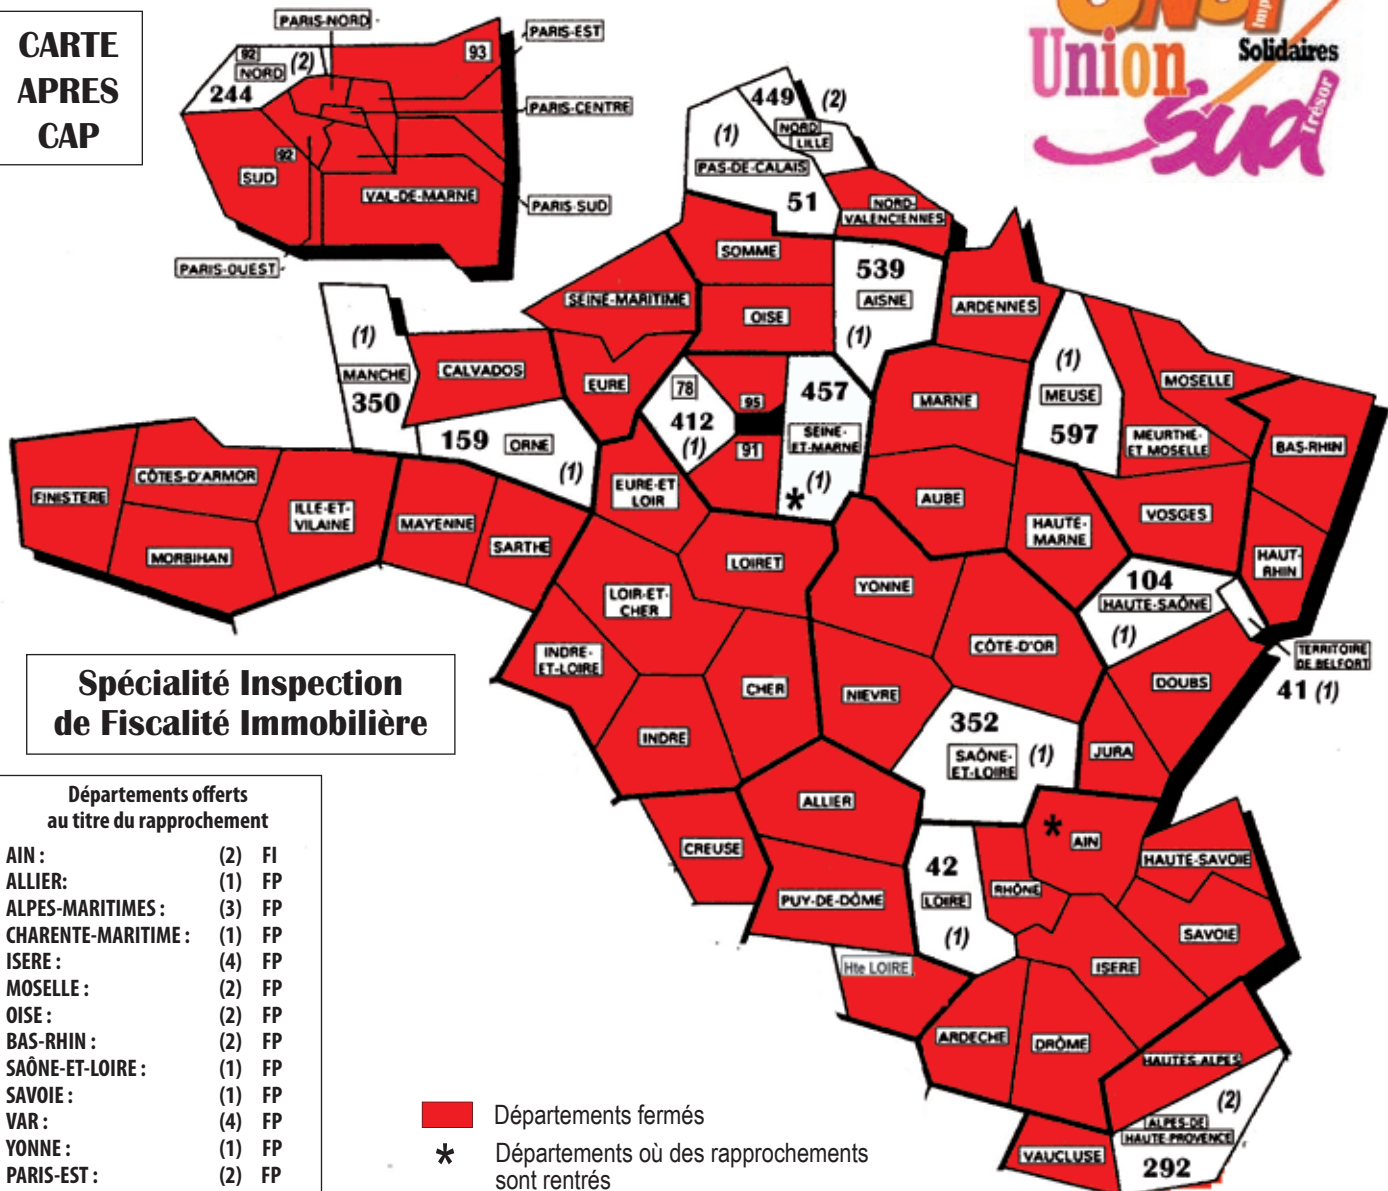 CARTE
APRES
CAP
PARIS-NORD
PARIS-EST
PARIS-CENTRE
PARIS-SUD
PARIS-OUEST
92
NORD (2)
244
93
92
SUD
VAL-DE-MARNE
Union
Solidaires
Sud
Trésor
449 (2)
NORD
LILLE
(1)
PAS-DE-CALAIS
51
NORD-
VALENCIENNES
SOMME
539
AISNE
(1)
SEINE-MARITIME
OISE
ARDENNES
(1)
MANCHE
350
CALVADOS
EURE
78
412
(1)
95
91
457
SEINE-
ET-MARNE
* (1)
MARNE
(1)
MEUSE
597
MOSELLE
MEURTHE-
ET MOSELLE
BAS-RHIN
159
ORNE
(1)
FINISTERE
CÔTES-D'ARMOR
MORBIHAN
ILLE-ET-
VILAINE
MAYENNE
SARTHE
EURE-ET
LOIR
AUBE
HAUTE-
MARNE
VOSGES
HAUT-
RHIN
LOIRET
YONNE
104
HAUTE-SAÔNE
(1)
LOIR-ET-
CHER
CÔTE-D'OR
TERRITOIRE
DE BELFORT
41 (1)
INDRE-
ET-LOIRE
CHER
NIEVRE
DOUBS
INDRE
352
SAÔNE-
ET-LOIRE
(1)
JURA
ALLIER
* AIN
CREUSE
42
LOIRE
(1)
RHÔNE
HAUTE-SAVOIE
PUY-DE-DÔME
SAVOIE
Hte LOIRE
ISERE
ARDECHE
DRÔME
HAUTES-ALPES
(2)
ALPES-DE
HAUTE-PROVENCE
292
VAUCLUSE
Spécialité Inspection
de Fiscalité Immobilière
Départements offerts
au titre du rapprochement
AIN : (2) FI
ALLIER: (1) FP
ALPES-MARITIMES : (3) FP
CHARENTE-MARITIME : (1) FP
ISERE : (4) FP
MOSELLE : (2) FP
OISE : (2) FP
BAS-RHIN : (2) FP
SAÔNE-ET-LOIRE : (1) FP
SAVOIE : (1) FP
VAR : (4) FP
YONNE : (1) FP
PARIS-EST : (2) FP
Départements fermés
* Départements où des rapprochements
sont rentrés